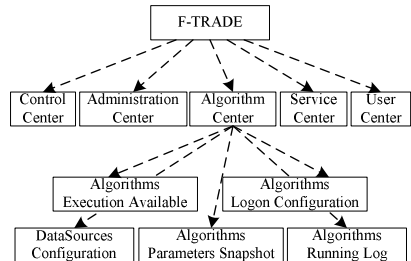 F-TRADE
Control
Center
Administration
Center
Algorithm
Center
Service
Center
User
Center
Algorithms
Execution Available
Algorithms
Logon Configuration
DataSources
Configuration
Algorithms
Parameters Snapshot
Algorithms
Running Log